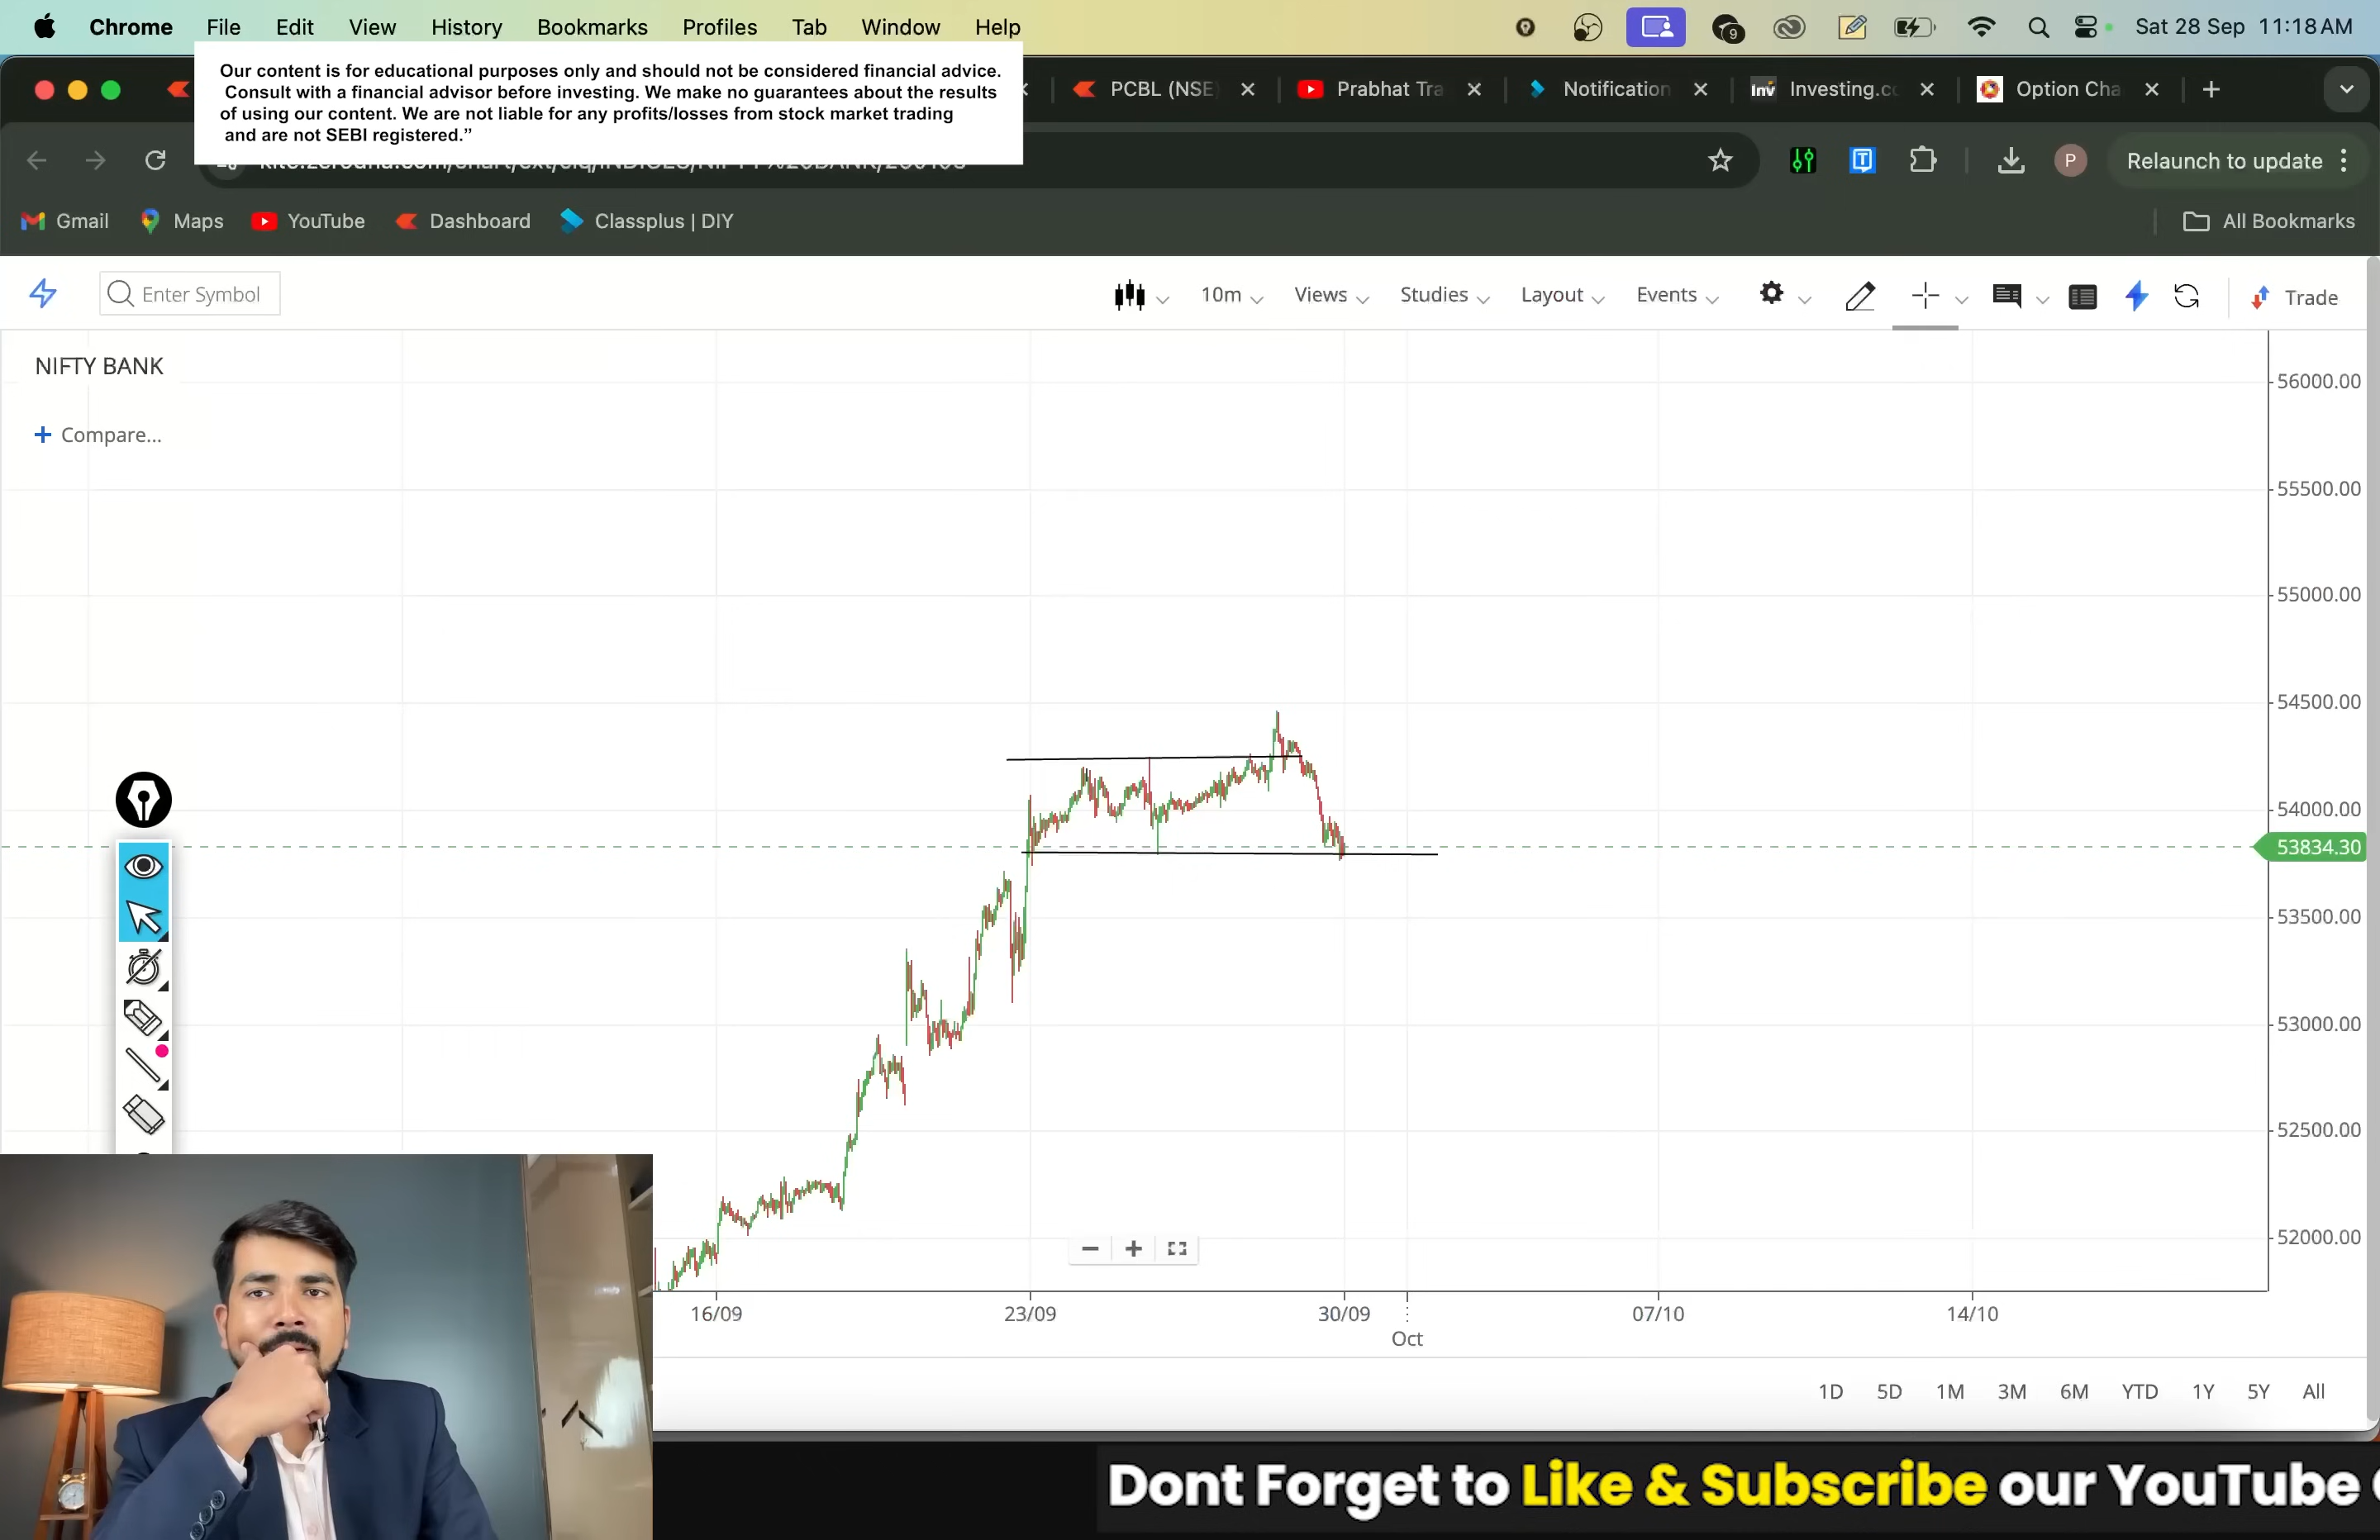 Chrome File Edit View History Bookmarks Profiles Tab Window Help
9
Sat 28 Sep 11:18 AM
Our content is for educational purposes only and should not be considered financial advice.
Consult with a financial advisor before investing. We make no guarantees about the results
of using our content. We are not liable for any profits/losses from stock market trading
and are not SEBI registered.”
PCBL (NSE
Prabhat Tra
Notification
Inv Investing.co
Option Cha
P
Relaunch to update
Gmail Maps YouTube Dashboard Classplus | DIY
All Bookmarks
Enter Symbol
10m Views Studies Layout Events
Trade
NIFTY BANK
+ Compare...
56000.00
55500.00
55000.00
54500.00
54000.00
53834.30
53500.00
53000.00
52500.00
52000.00
16/09 23/09 30/09 07/10 14/10
Oct
1D 5D 1M 3M 6M YTD 1Y 5Y All
Dont Forget to Like & Subscribe our YouTube